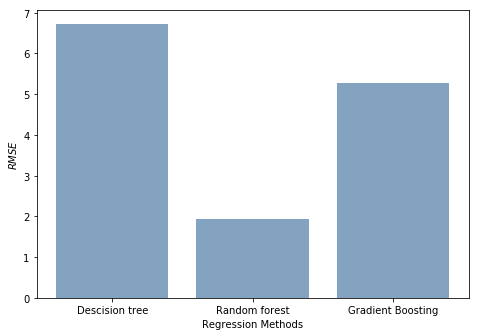 7
6
5
4
3
2
1
0
RMSE
Descision tree
Random forest
Gradient Boosting
Regression Methods